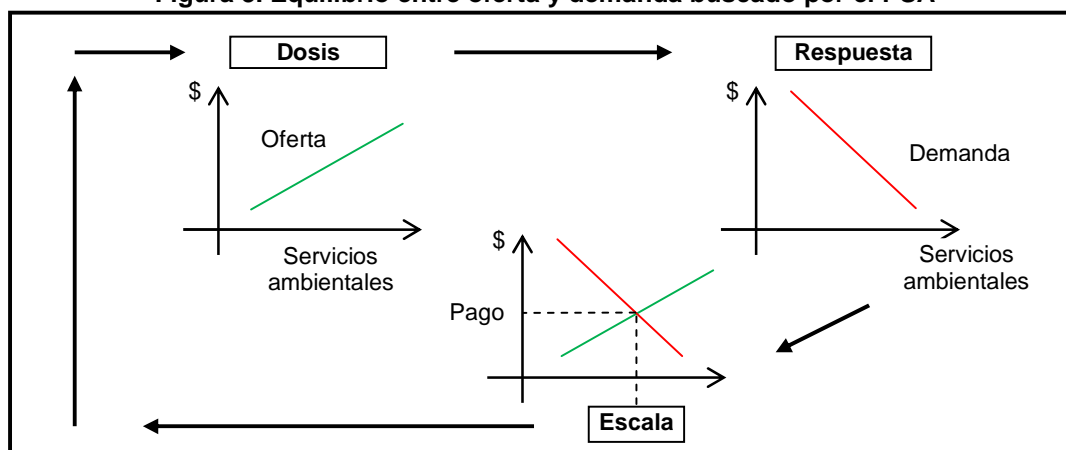 Figura Equilibrio entre oferta y demanda buscado por el PSA
Dosis
Respuesta
$
Oferta
Servicios
ambientales
$
Demanda
Servicios
ambientales
$
Pago
Escala